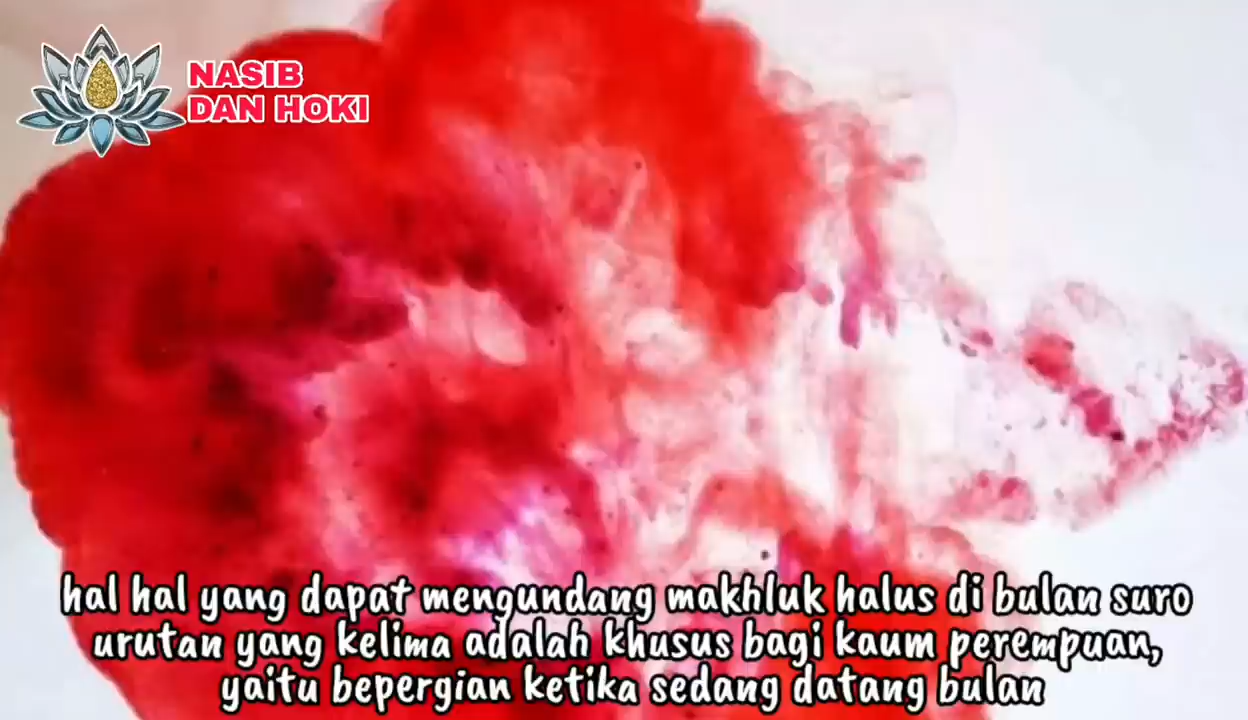 NASIB
DAN HOKI
hal hal yang dapat mengundang makhluk halus di bulan suro
urutan yang kelima adalah khusus bagi kaum perempuan,
yaitu bepergian ketika sedang datang bulan